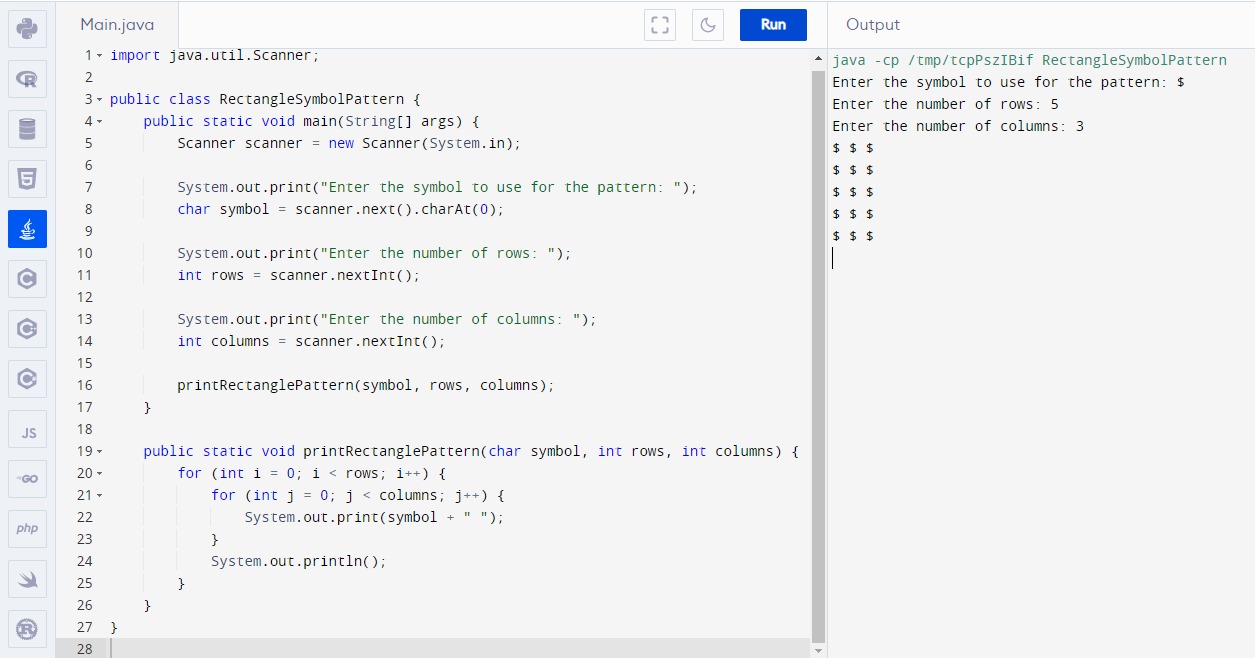 Main.java
Run
Output
1 import java.util.Scanner;
2
3 public class RectangleSymbolPattern {
4     public static void main(String[] args) {
5         Scanner scanner = new Scanner(System.in);
6
7         System.out.print("Enter the symbol to use for the pattern: ");
8         char symbol = scanner.next().charAt(0);
9
10         System.out.print("Enter the number of rows: ");
11         int rows = scanner.nextInt();
12
13         System.out.print("Enter the number of columns: ");
14         int columns = scanner.nextInt();
15
16         printRectanglePattern(symbol, rows, columns);
17     }
18
19     public static void printRectanglePattern(char symbol, int rows, int columns) {
20         for (int i = 0; i < rows; i++) {
21             for (int j = 0; j < columns; j++) {
22                 System.out.print(symbol + " ");
23             }
24             System.out.println();
25         }
26     }
27 }
28
java -cp /tmp/tcpPszIBif RectangleSymbolPattern
Enter the symbol to use for the pattern: $
Enter the number of rows: 5
Enter the number of columns: 3
$ $ $
$ $ $
$ $ $
$ $ $
$ $ $
R
5
C
C
C
JS
GO
php
R